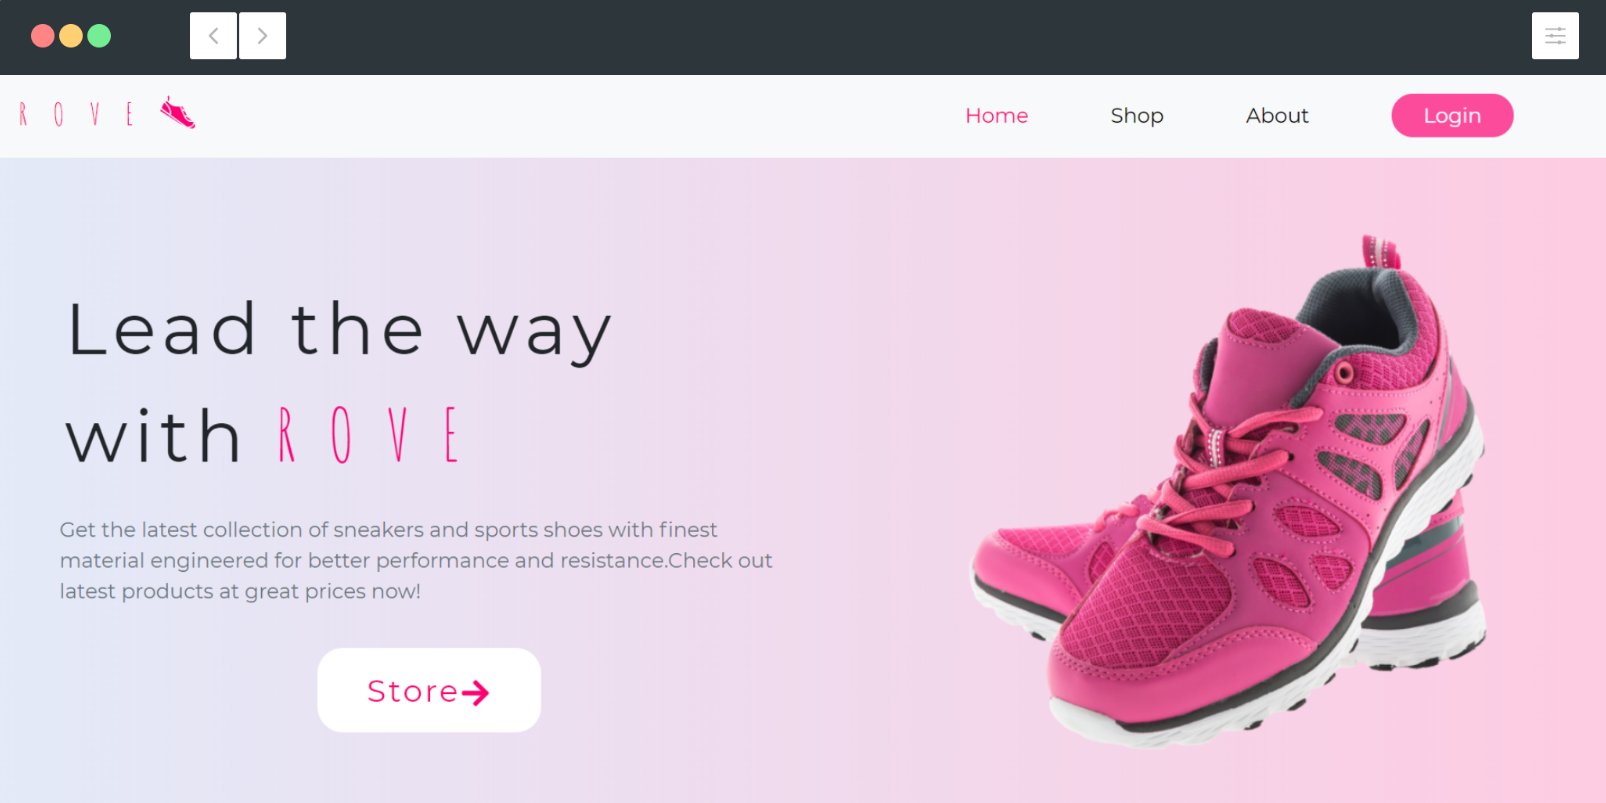 R O V E
Home
Shop
About
Login
Lead the way
with R O V E
Get the latest collection of sneakers and sports shoes with finest
material engineered for better performance and resistance.Check out
latest products at great prices now!
Store